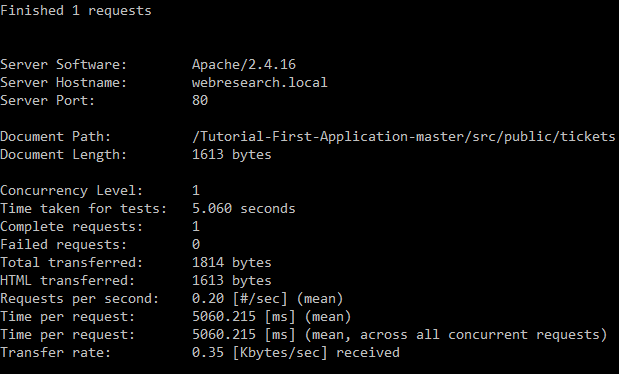 Finished 1 requests
Server Software: Apache/2.4.16
Server Hostname: webresearch.local
Server Port: 80
Document Path: /Tutorial-First-Application-master/src/public/tickets
Document Length: 1613 bytes
Concurrency Level: 1
Time taken for tests: 5.060 seconds
Complete requests: 1
Failed requests: 0
Total transferred: 1814 bytes
HTML transferred: 1613 bytes
Requests per second: 0.20 [#/sec] (mean)
Time per request: 5060.215 [ms] (mean)
Time per request: 5060.215 [ms] (mean, across all concurrent requests)
Transfer rate: 0.35 [Kbytes/sec] received